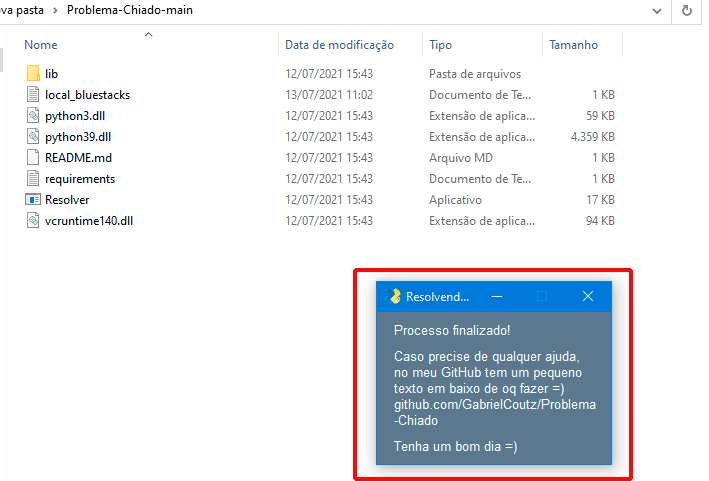 ova pasta > Problema-Chiado-main
Nome Data de modificação Tipo Tamanho
lib 12/07/2021 15:43 Pasta de arquivos
local_bluestacks 13/07/2021 11:02 Documento de Te... 1 KB
python3.dll 12/07/2021 15:43 Extensão de aplica... 59 KB
python39.dll 12/07/2021 15:43 Extensão de aplica... 4.359 KB
README.md 12/07/2021 15:43 Arquivo MD 1 KB
requirements 12/07/2021 15:43 Documento de Te... 1 KB
Resolver 12/07/2021 15:43 Aplicativo 17 KB
vcruntime140.dll 12/07/2021 15:43 Extensão de aplica... 94 KB
Resolvend...
Processo finalizado!
Caso precise de qualquer ajuda,
no meu GitHub tem um pequeno
texto em baixo de oq fazer =)
github.com/GabrielCoutz/Problema
-Chiado
Tenha um bom dia =)